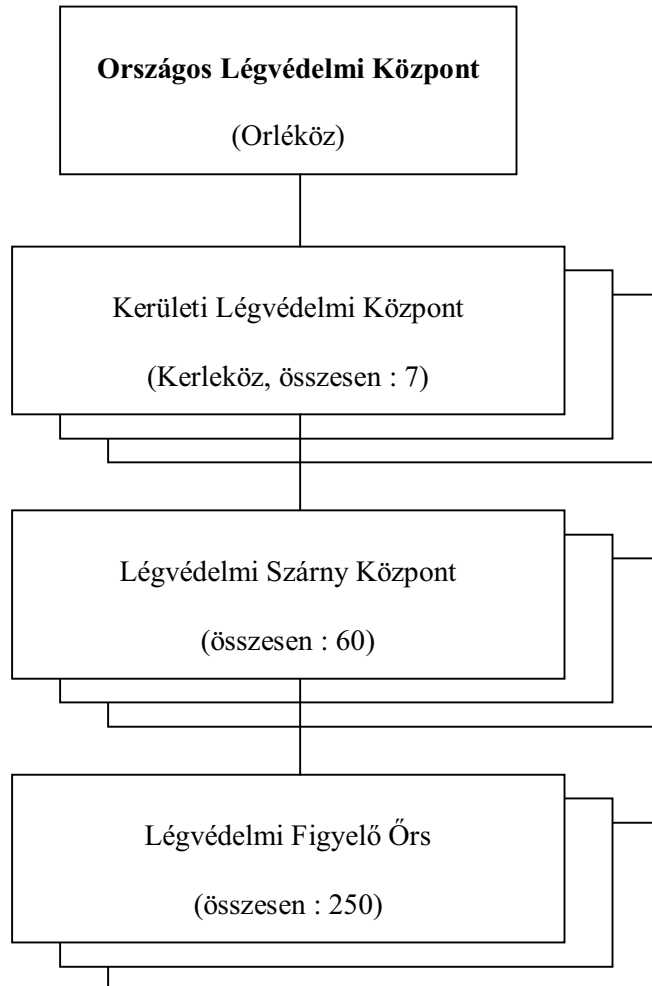 Országos Légvédelmi Központ
(Orléköz)
Kerületi Légvédelmi Központ
(Kerleköz, összesen : 7)
Légvédelmi Szárny Központ
(összesen : 60)
Légvédelmi Figyelő Őrs
(összesen : 250)